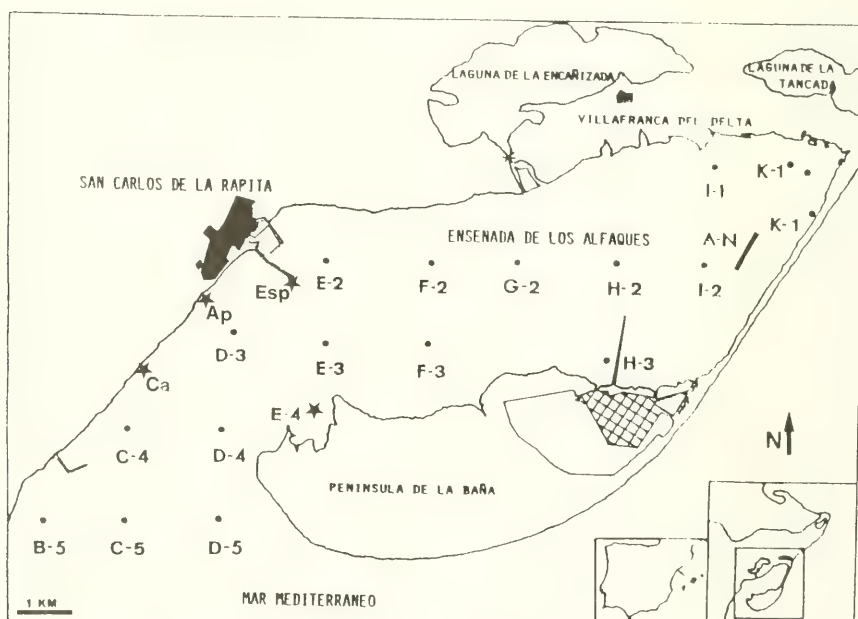 LAGUNA DE LA ENCAÑIZADA
LAGUNA DE LA
TANCADA
VILLAFRANCA DEL DELTA
SAN CARLOS DE LA RAPITA
I-1
K-1
ENSENADA DE LOS ALFAQUES
A-N
K-1
Esp
E-2
F-2
G-2
H-2
I-2
Ap
D-3
E-3
F-3
H-3
Ca
E-4
C-4
D-4
N
PENINSULA DE LA BAÑA
B-5
C-5
D-5
MAR MEDITERRANEO
1 KM